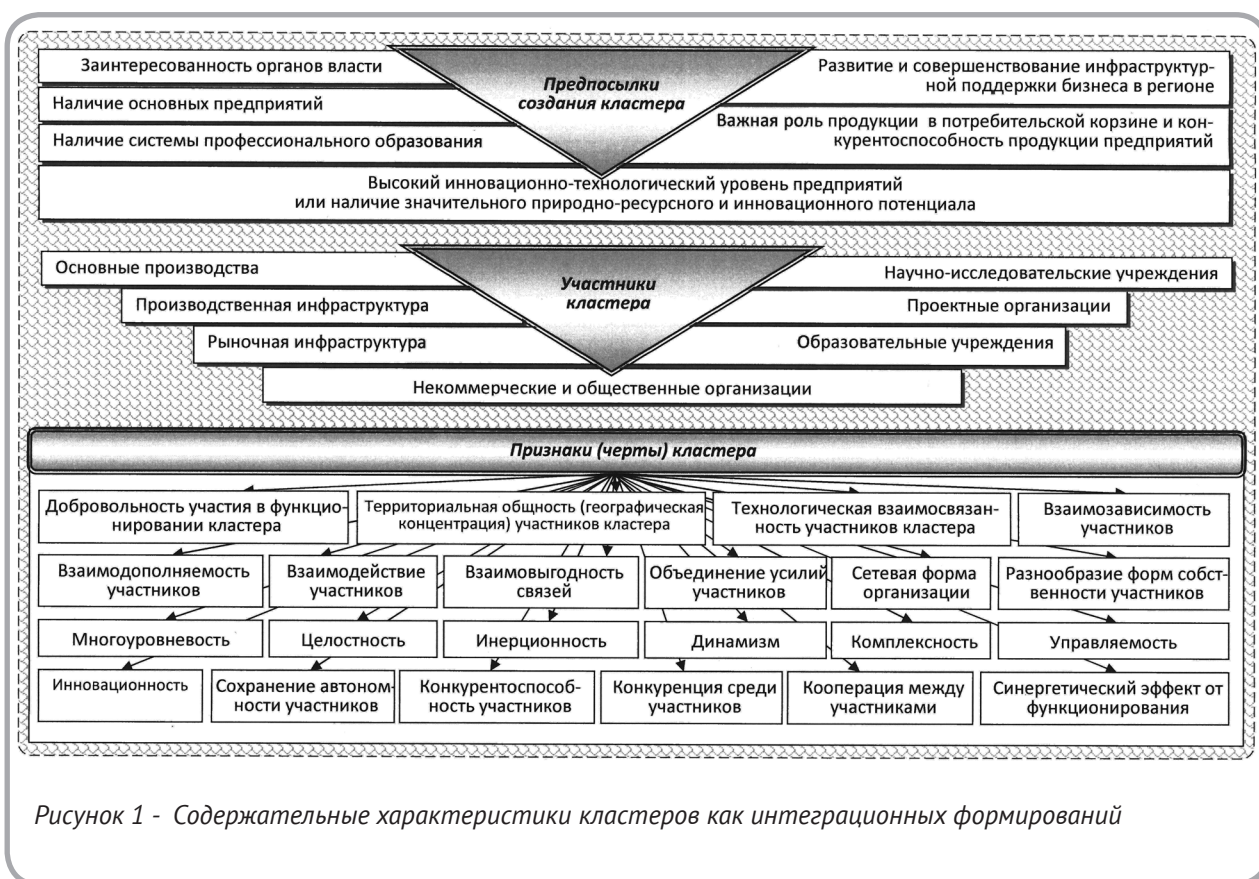 Заинтересованность органов власти
Наличие основных предприятий
Наличие системы профессионального образования
Предпосылки
создания кластера
Развитие и совершенствование инфраструктур-
ной поддержки бизнеса в регионе
Важная роль продукции в потребительской корзине и кон-
курентоспособность продукции предприятий
Высокий инновационно-технологический уровень предприятий
или наличие значительного природно-ресурсного и инновационного потенциала
Основные производства
Производственная инфраструктура
Рыночная инфраструктура
Участники
кластера
Научно-исследовательские учреждения
Проектные организации
Образовательные учреждения
Некоммерческие и общественные организации
Признаки (черты) кластера
Добровольность участия в функцио-
нировании кластера
Территориальная общность (географическая
концентрация) участников кластера
Технологическая взаимосвязан-
ность участников кластера
Взаимозависимость
участников
Взаимодополняемость
участников
Взаимодействие
участников
Взаимовыгодность
связей
Объединение усилий
участников
Сетевая форма
организации
Разнообразие форм собст-
венности участников
Многоуровневость
Целостность
Инерционность
Динамизм
Комплексность
Управляемость
Инновационность
Сохранение автоном-
ности участников
Конкурентоспособ-
ность участников
Конкуренция среди
участников
Кооперация между
участниками
Синергетический эффект от
функционирования
Рисунок 1 - Содержательные характеристики кластеров как интеграционных формирований